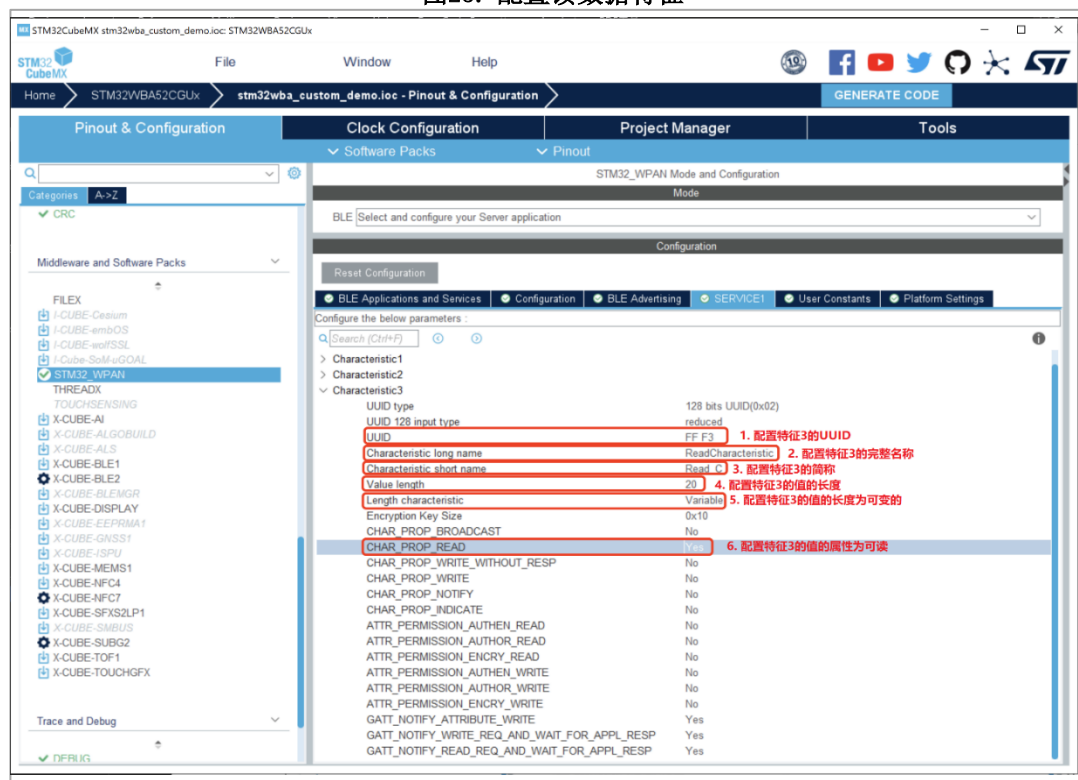 图28. 配置读数据特征
STM32CubeMX stm32wba_custom_demo.ioc: STM32WBA52CGUx
STM32 CubeMX File Window Help
Home STM32WBA52CGUx stm32wba_custom_demo.ioc - Pinout & Configuration GENERATE CODE
Pinout & Configuration Clock Configuration Project Manager Tools
Software Packs Pinout
STM32_WPAN Mode and Configuration
Mode
Categories A->Z
CRC
BLE Select and configure your Server application
Configuration
Middleware and Software Packs
Reset Configuration
BLE Applications and Services Configuration BLE Advertising SERVICE1 User Constants Platform Settings
Configure the below parameters :
Search (Ctrl+F)
FILEX
I-CUBE-Cesium
I-CUBE-embOS
I-CUBE-wolfSSL
I-Cube-SoM-uGOAL
STM32_WPAN
THREADX
TOUCHSENSING
X-CUBE-AI
X-CUBE-ALGOBUILD
X-CUBE-ALS
X-CUBE-BLE1
X-CUBE-BLE2
X-CUBE-BLEMGR
X-CUBE-DISPLAY
X-CUBE-EEPRMA1
X-CUBE-GNSS1
X-CUBE-ISPU
X-CUBE-MEMS1
X-CUBE-NFC4
X-CUBE-NFC7
X-CUBE-SFXS2LP1
X-CUBE-SMBUS
X-CUBE-SUBG2
X-CUBE-TOF1
X-CUBE-TOUCHGFX
Trace and Debug
DEBUG
Characteristic1
Characteristic2
Characteristic3
UUID type 128 bits UUID(0x02)
UUID 128 input type reduced
UUID FF F3 1. 配置特征3的UUID
Characteristic long name ReadCharacteristic 2. 配置特征3的完整名称
Characteristic short name Read_C 3. 配置特征3的简称
Value length 20 4. 配置特征3的值的长度
Length characteristic Variable 5. 配置特征3的值的长度为可变的
Encryption Key Size 0x10
CHAR_PROP_BROADCAST No
CHAR_PROP_READ Yes 6. 配置特征3的值的属性为可读
CHAR_PROP_WRITE_WITHOUT_RESP No
CHAR_PROP_WRITE No
CHAR_PROP_NOTIFY No
CHAR_PROP_INDICATE No
ATTR_PERMISSION_AUTHEN_READ No
ATTR_PERMISSION_AUTHOR_READ No
ATTR_PERMISSION_ENCRY_READ No
ATTR_PERMISSION_AUTHEN_WRITE No
ATTR_PERMISSION_AUTHOR_WRITE No
ATTR_PERMISSION_ENCRY_WRITE No
GATT_NOTIFY_ATTRIBUTE_WRITE Yes
GATT_NOTIFY_WRITE_REQ_AND_WAIT_FOR_APPL_RESP Yes
GATT_NOTIFY_READ_REQ_AND_WAIT_FOR_APPL_RESP Yes